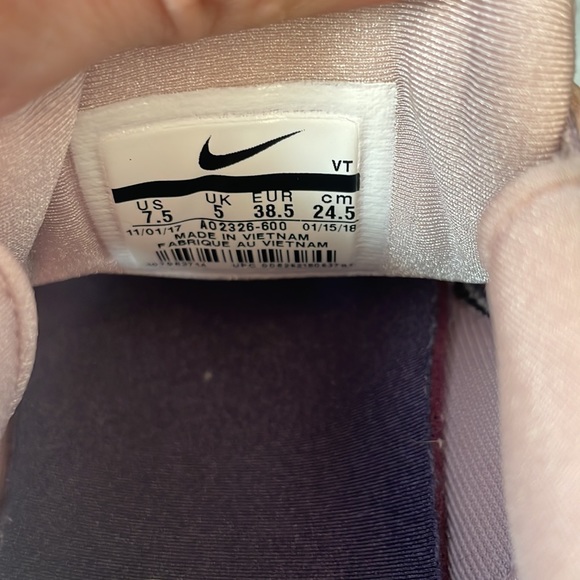 VT
US UK EUR cm
7.5 5 38.5 24.5
11/01/17 AO2326-600 01/15/18
MADE IN VIETNAM
FABRIQUE AU VIETNAM
UPC